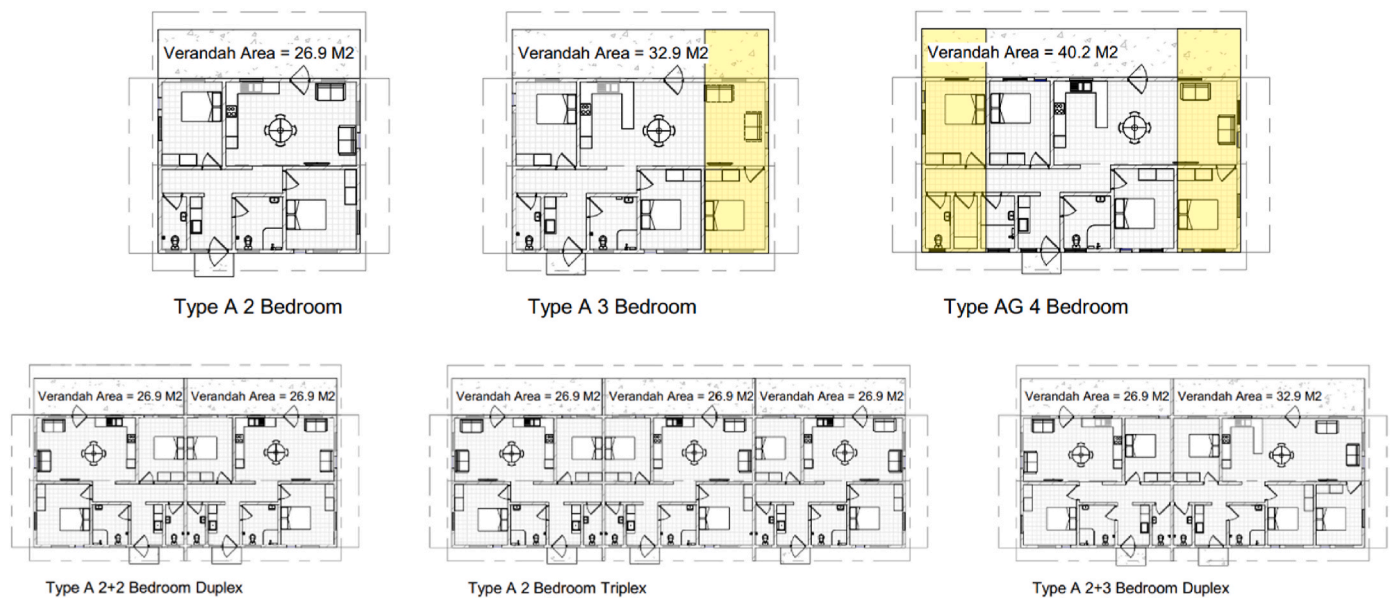 Verandah Area = 26.9 M2
Verandah Area = 32.9 M2
Verandah Area = 40.2 M2
Type A 2 Bedroom
Type A 3 Bedroom
Type AG 4 Bedroom
Verandah Area = 26.9 M2
Verandah Area = 26.9 M2
Verandah Area = 26.9 M2
Verandah Area = 26.9 M2
Verandah Area = 26.9 M2
Verandah Area = 26.9 M2
Verandah Area = 32.9 M2
Type A 2+2 Bedroom Duplex
Type A 2 Bedroom Triplex
Type A 2+3 Bedroom Duplex